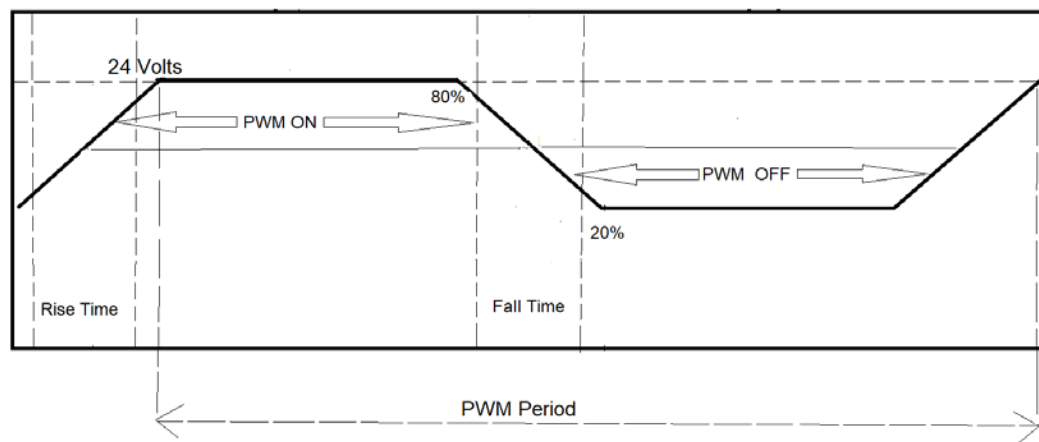 24 Volts
80%
PWM ON
PWM OFF
20%
Rise Time
Fall Time
PWM Period